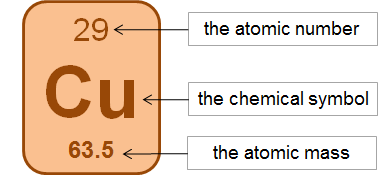 29
the atomic number
Cu
the chemical symbol
63.5
the atomic mass